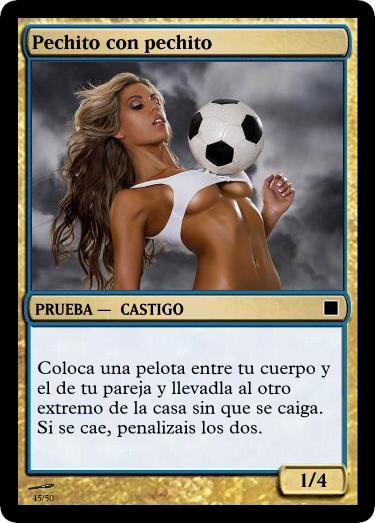 Pechito con pechito
PRUEBA — CASTIGO
Coloca una pelota entre tu cuerpo y
el de tu pareja y llevadla al otro
extremo de la casa sin que se caiga.
Si se cae, penalizais los dos.
1/4
45/50